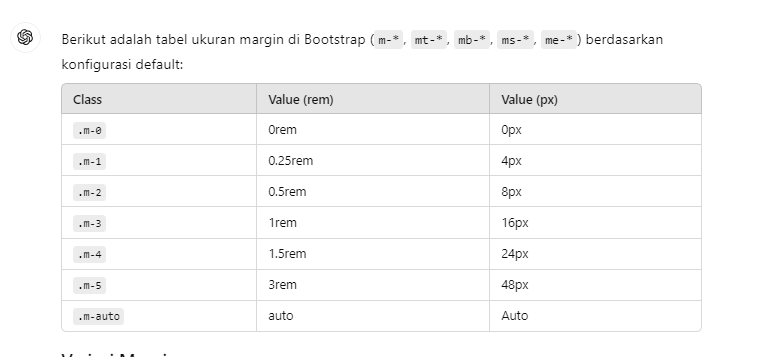 Berikut adalah tabel ukuran margin di Bootstrap ( m-* , mt-* , mb-* , ms-* , me-* ) berdasarkan
konfigurasi default:
Class Value (rem) Value (px)
.m-0 0rem 0px
.m-1 0.25rem 4px
.m-2 0.5rem 8px
.m-3 1rem 16px
.m-4 1.5rem 24px
.m-5 3rem 48px
.m-auto auto Auto